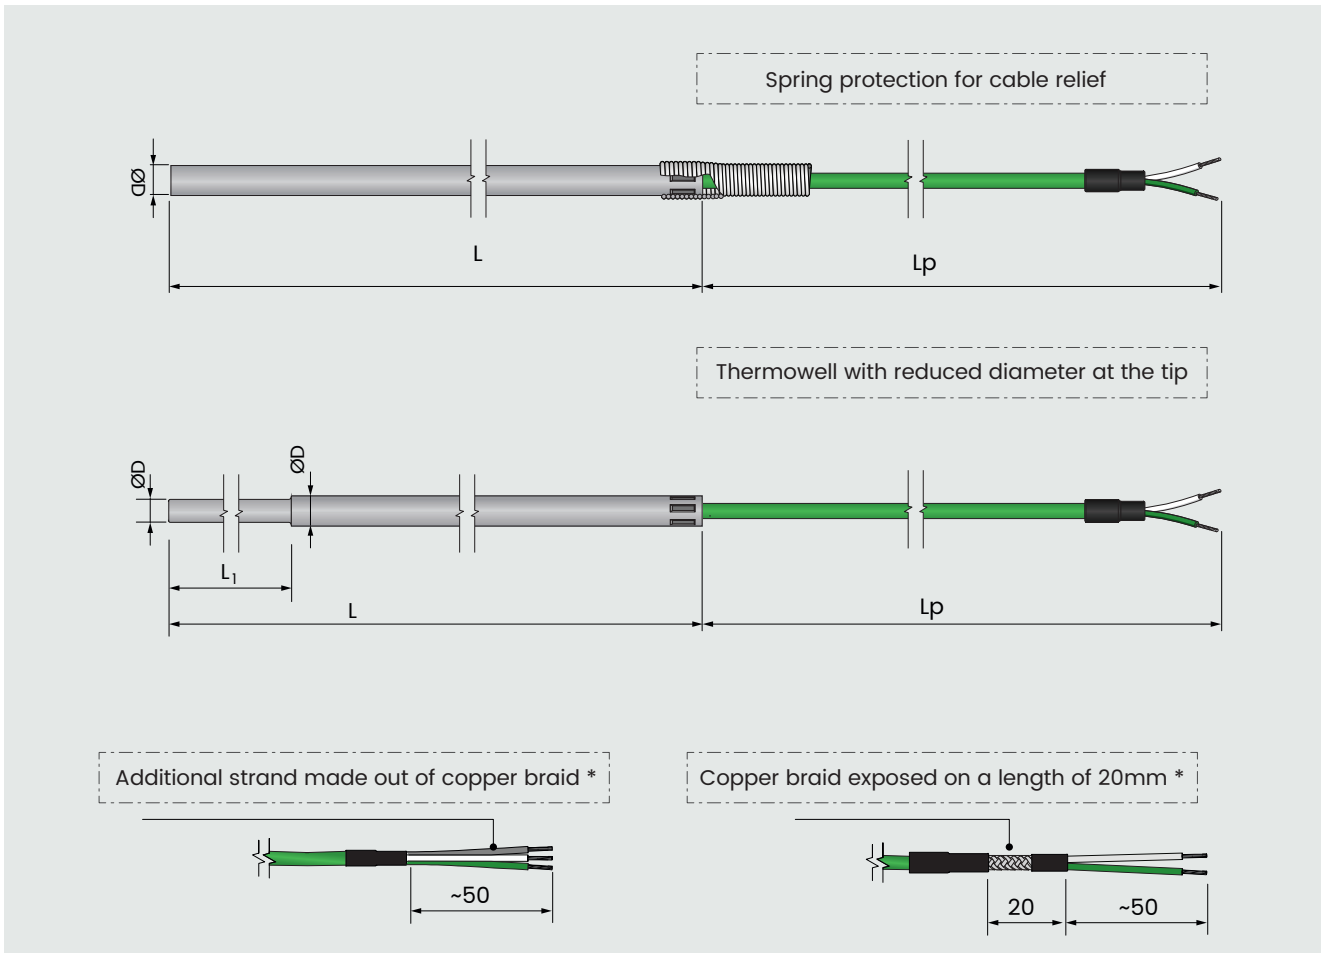 Spring protection for cable relief
ØD
L
Lp
Thermowell with reduced diameter at the tip
ØD
ØD
L₁
L
Lp
Additional strand made out of copper braid *
Copper braid exposed on a length of 20mm *
~50
20
~50